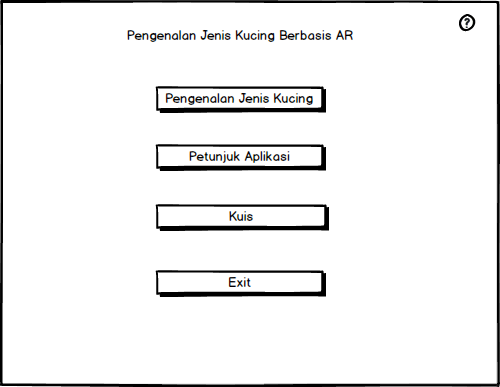 Pengenalan Jenis Kucing Berbasis AR
?
Pengenalan Jenis Kucing
Petunjuk Aplikasi
Kuis
Exit